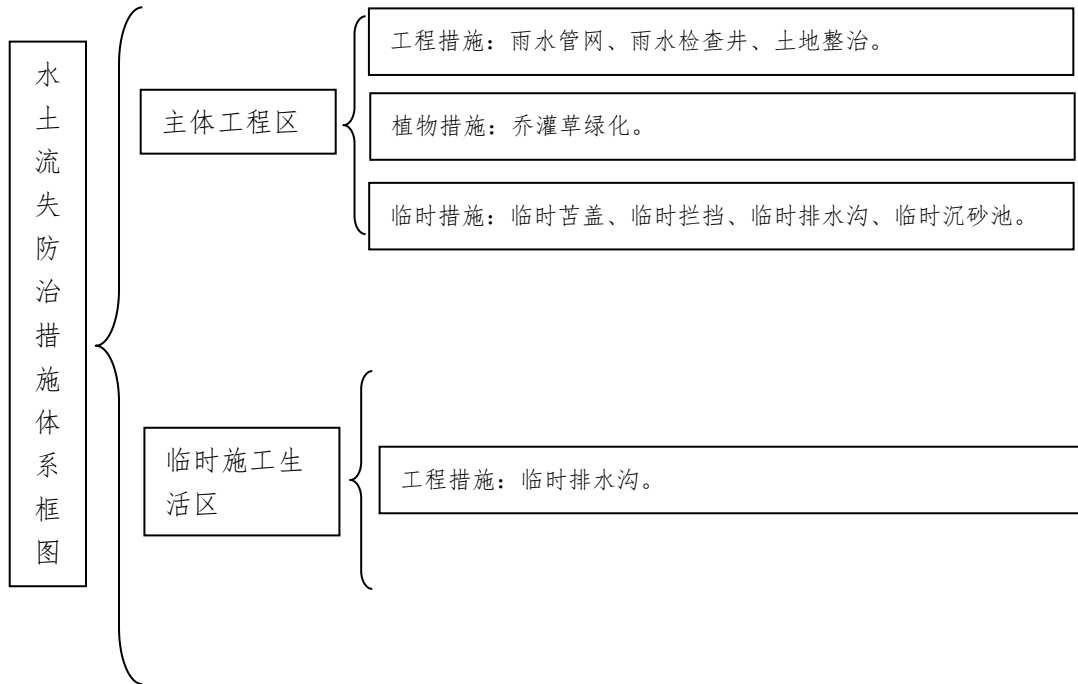 水土流失防治措施体系框图
主体工程区
工程措施：雨水管网、雨水检查井、土地整治。
植物措施：乔灌草绿化。
临时措施：临时苫盖、临时拦挡、临时排水沟、临时沉砂池。
临时施工生
活区
工程措施：临时排水沟。